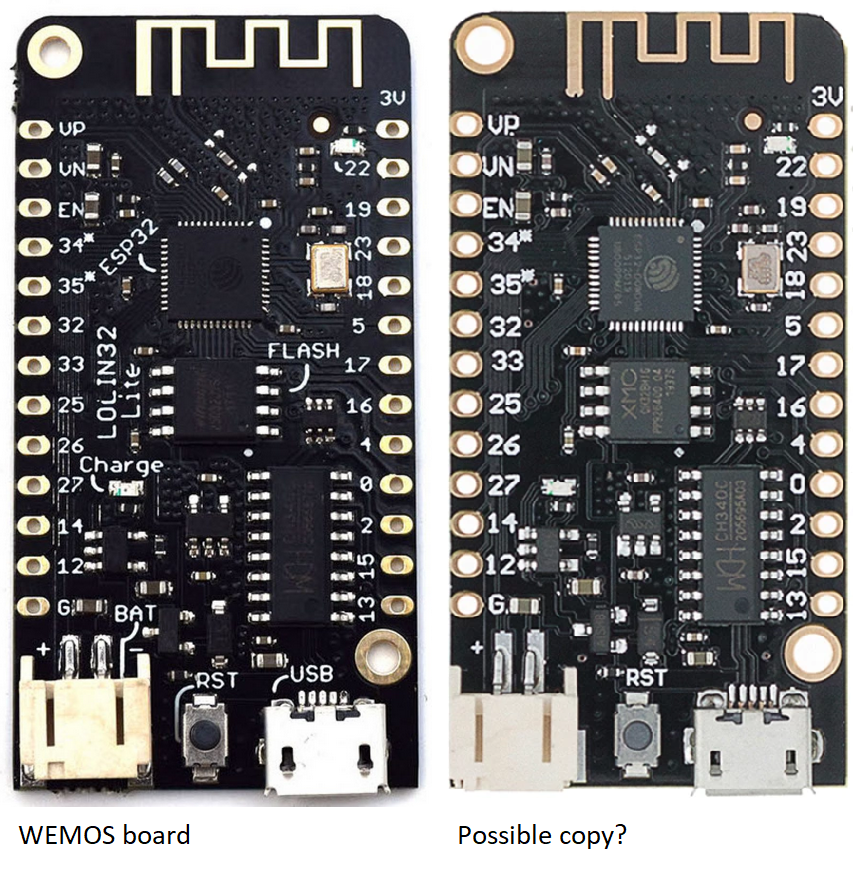 3V
VP
VN
22
EN
19
34*
ESP32
23
35*
18
32
5
33
LOLIN32
Lite
FLASH
17
25
16
26
4
Charge
27
0
14
2
12
15
G
BAT
13
+
-
RST
USB
WEMOS board
3V
VP
VN
22
EN
19
34*
23
35*
18
32
5
33
17
XMC
25
16
26
4
27
0
WCH
CH340C
14
2
12
15
G
13
+
RST
Possible copy?